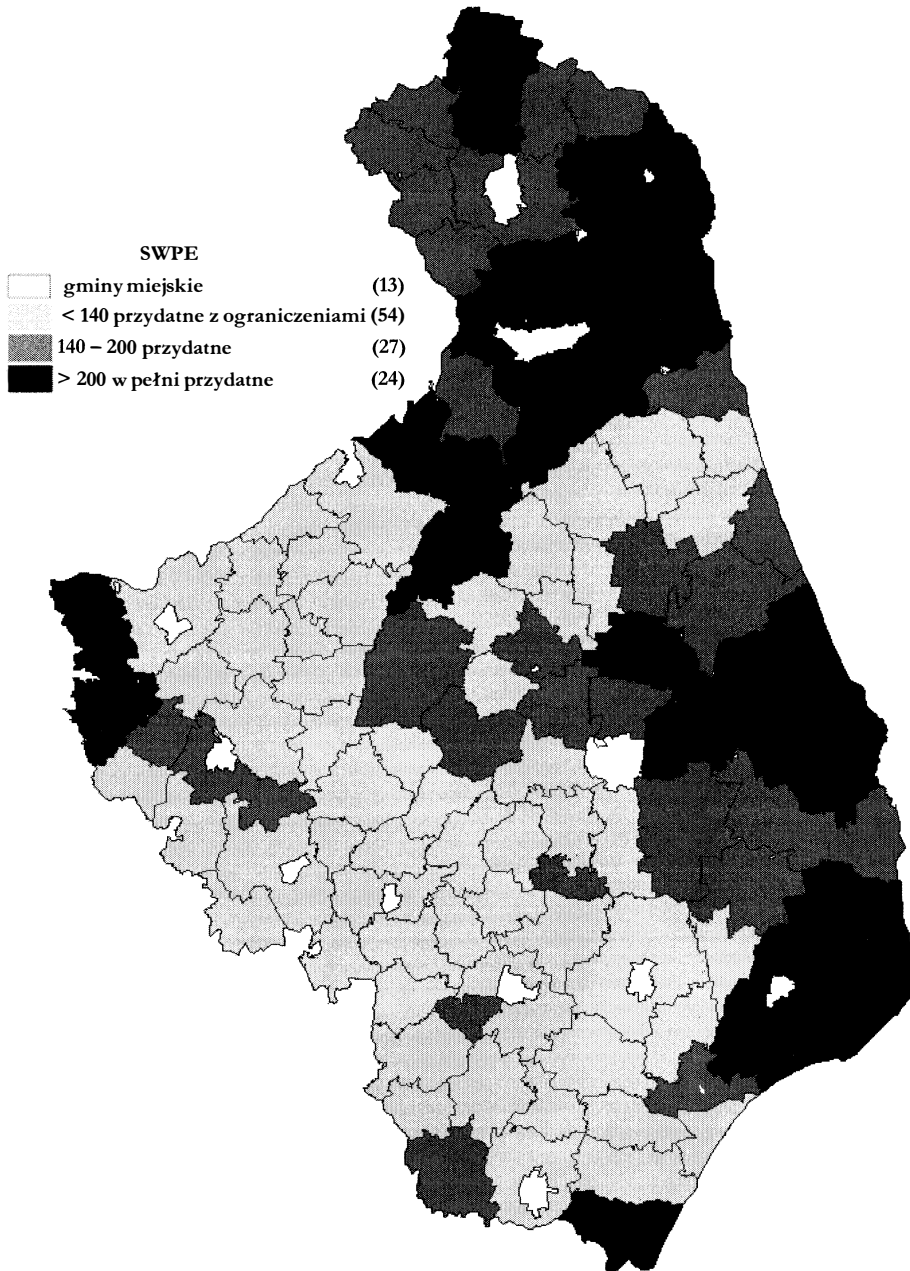 SWPE
gminy miejskie (13)
< 140 przydatne z ograniczeniami (54)
140 – 200 przydatne (27)
> 200 w pełni przydatne (24)